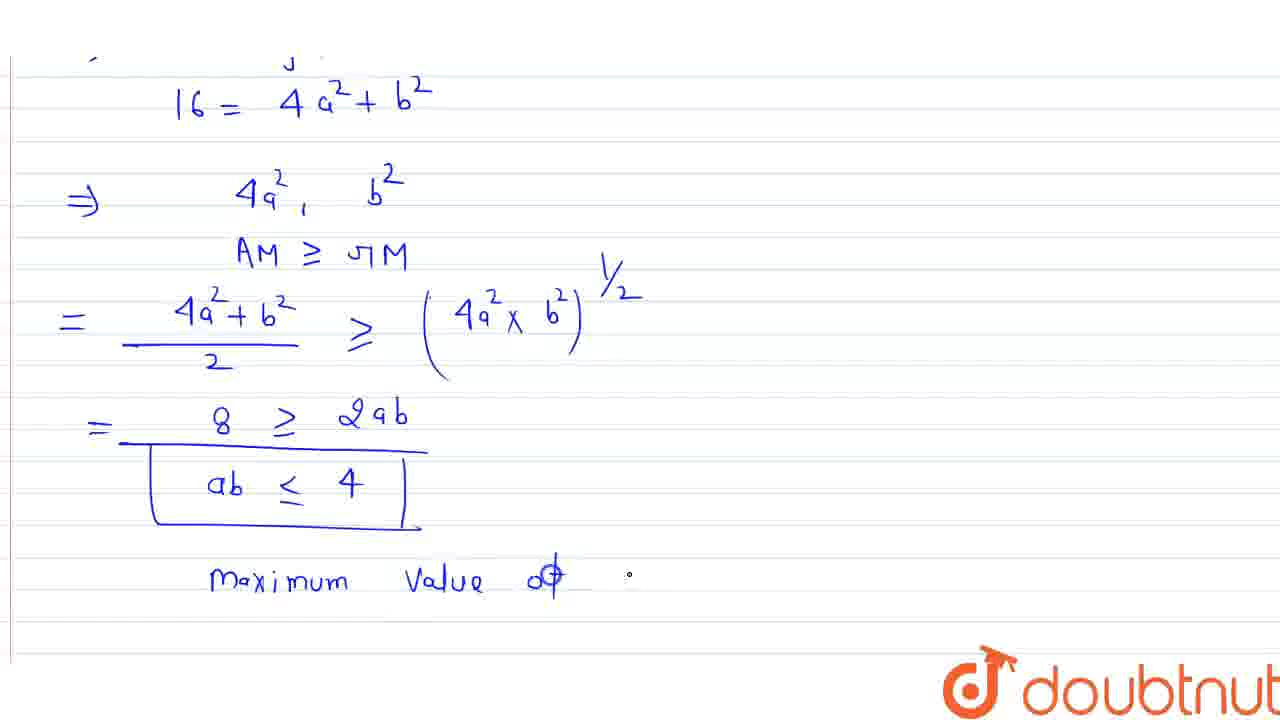 16 = 4a² + b²
⇒ 4a², b²
AM ≥ GM
= (4a² + b²)/2 ≥ (4a² × b²)^1/2
= 8 ≥ 2ab
ab ≤ 4
Maximum Value of
doubtnut